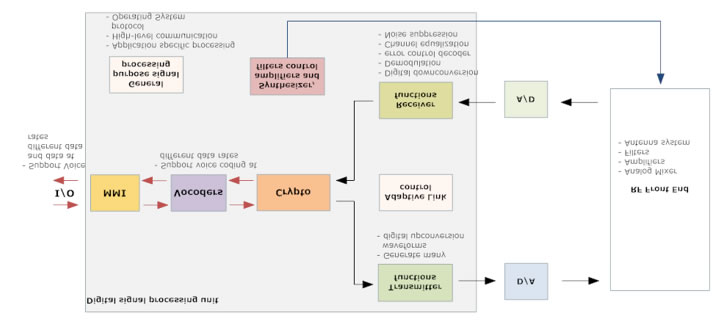 Digital signal processing unit
Transmitter
functions
D/A
- Generate many
waveforms
- digital upconversion
I/O
MMI
Vocoders
Crypto
Adaptive Link
control
RF Front End
- Analog Mixer
- Amplifiers
- Filters
- Antenna system
- Support Voice
and data at
different data
rates
- Support voice coding at
different data rates
Receiver
functions
A/D
- Digital downconversion
- Demodulation
- error control decoder
- Channel equalization
- Noise suppression
General
purpose signal
processing
Synthesizer,
amplifiers and
Filters control
- Application specific processing
- High-level communication
protocol
- Operating System